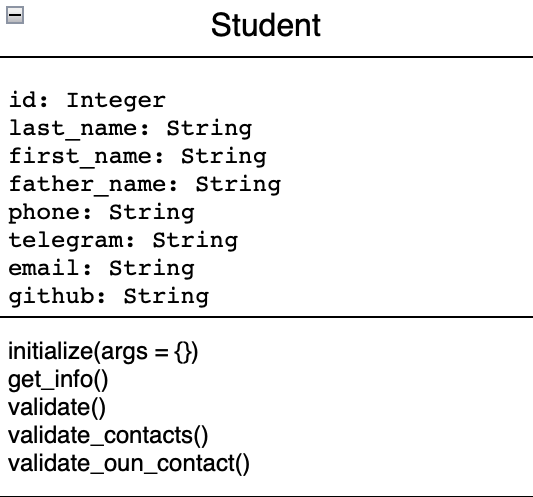 Student
id: Integer
last_name: String
first_name: String
father_name: String
phone: String
telegram: String
email: String
github: String
initialize(args = {})
get_info()
validate()
validate_contacts()
validate_oun_contact()